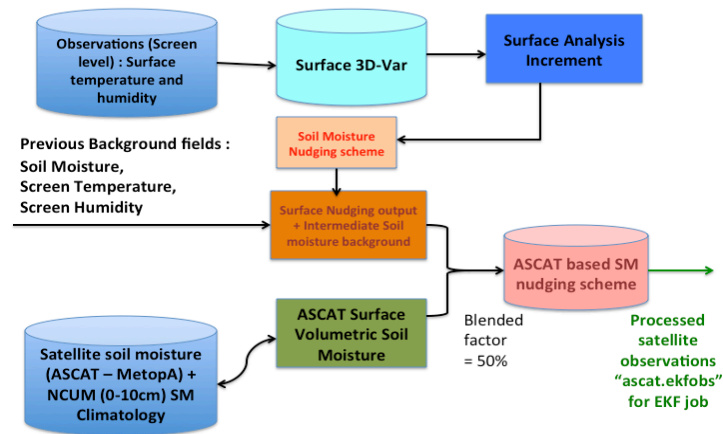 Observations (Screen
level) : Surface
temperature and
humidity
Surface 3D-Var
Surface Analysis
Increment
Soil Moisture
Nudging scheme
Previous Background fields :
Soil Moisture,
Screen Temperature,
Screen Humidity
Surface Nudging output
+ Intermediate Soil
moisture background
ASCAT based SM
nudging scheme
ASCAT Surface
Volumetric Soil
Moisture
Satellite soil moisture
(ASCAT – MetopA) +
NCUM (0-10cm) SM
Climatology
Blended
factor
= 50%
Processed
satellite
observations
“ascat.ekfobs”
for EKF job